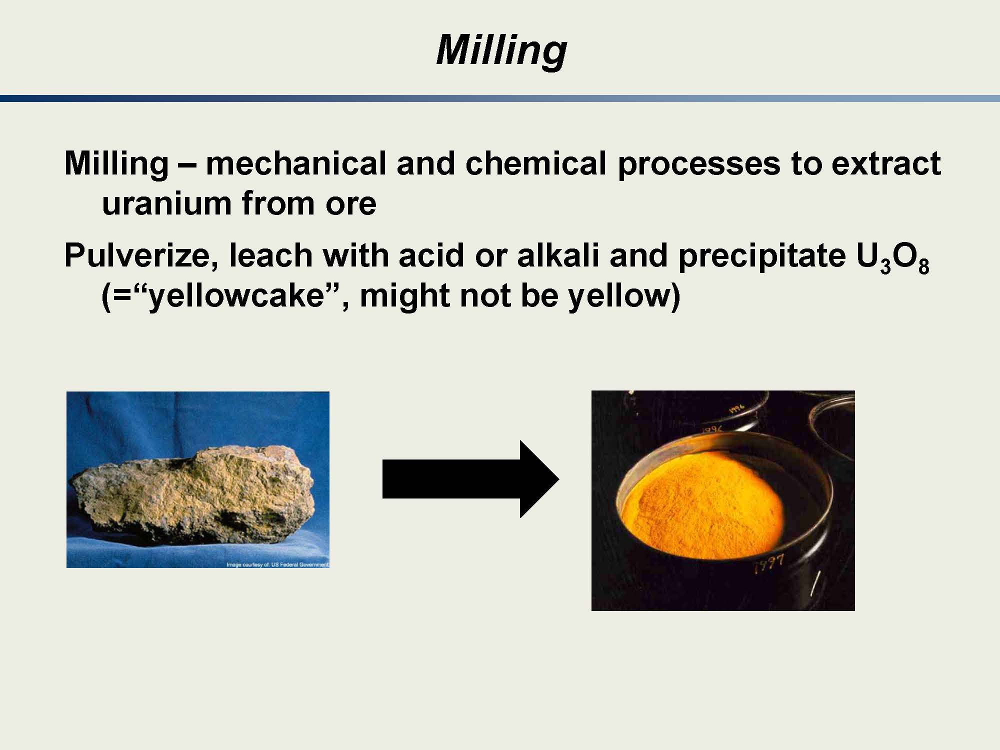 Milling
Milling – mechanical and chemical processes to extract
uranium from ore
Pulverize, leach with acid or alkali and precipitate U₃O₈
(=“yellowcake”, might not be yellow)
1996
1996
1997
Image courtesy of: US Federal Government